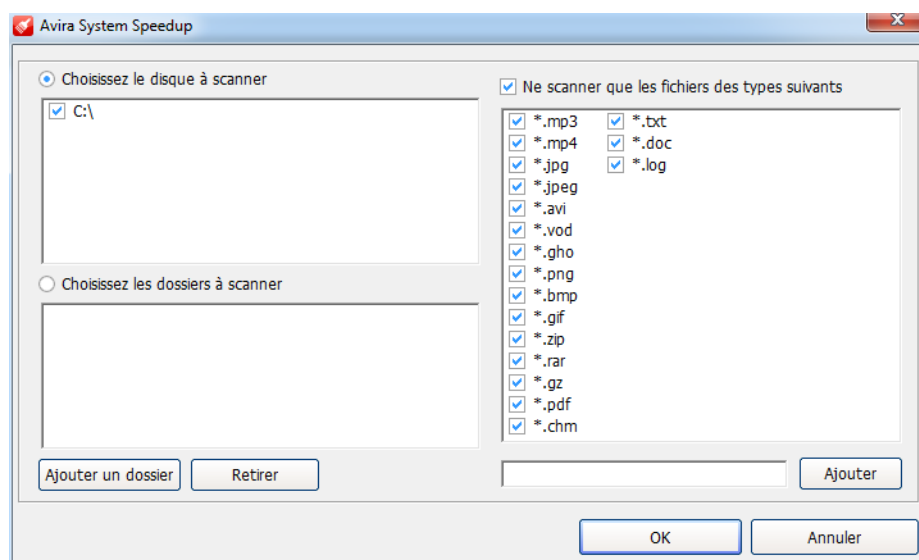 Avira System Speedup
Choisissez le disque à scanner
C:\
Choisissez les dossiers à scanner
Ajouter un dossier
Retirer
Ne scanner que les fichiers des types suivants
*.mp3
*.mp4
*.jpg
*.jpeg
*.avi
*.vod
*.gho
*.png
*.bmp
*.gif
*.zip
*.rar
*.gz
*.pdf
*.chm
*.txt
*.doc
*.log
Ajouter
OK
Annuler